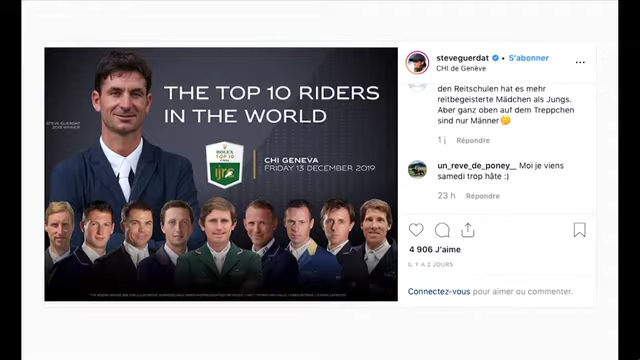 STEVE GUERDAT
2018 WINNER
THE TOP 10 RIDERS
IN THE WORLD
ROLEX
TOP 10
FINAL
ijrc
CHI GENEVA
FRIDAY 13 DECEMBER 2019
steveguerdat • S'abonner
CHI de Genève
...
den Reitschulen hat es mehr
reitbegeisterte Mädchen als Jungs.
Aber ganz oben auf dem Treppchen
sind nur Männer🤔
1 j Répondre
un_reve_de_poney__ Moi je viens
samedi trop hâte :)
23 h Répondre
4 906 J'aime
IL Y A 2 JOURS
Connectez-vous pour aimer ou commenter.